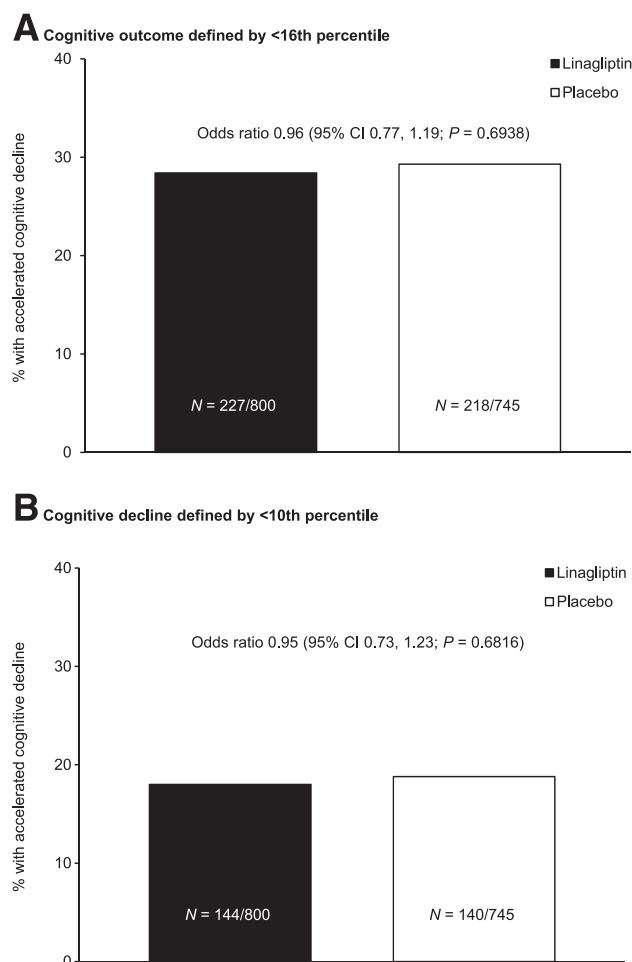 A Cognitive outcome defined by <16th percentile
40
Linagliptin
Placebo
Odds ratio 0.96 (95% CI 0.77, 1.19; P = 0.6938)
30
% with accelerated cognitive decline
20
10
N = 227/800
N = 218/745
0
B Cognitive decline defined by <10th percentile
40
Linagliptin
Placebo
Odds ratio 0.95 (95% CI 0.73, 1.23; P = 0.6816)
30
% with accelerated cognitive decline
20
10
N = 144/800
N = 140/745
0